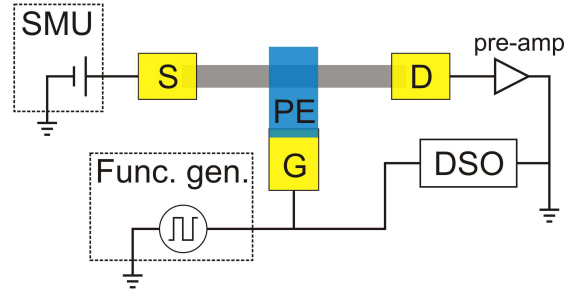 SMU
pre-amp
S
D
PE
G
DSO
Func. gen.